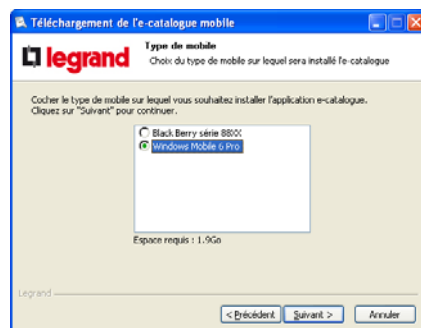 Téléchargement de l'e-catalogue mobile
legrand
Type de mobile
Choix du type de mobile sur lequel sera installé l'e-catalogue
Cocher le type de mobile sur lequel vous souhaitez installer l'application e-catalogue.
Cliquez sur "Suivant" pour continuer.
Black Berry série 88XX
Windows Mobile 6 Pro
Espace requis : 1.9Go
Legrand
< Précédent
Suivant >
Annuler